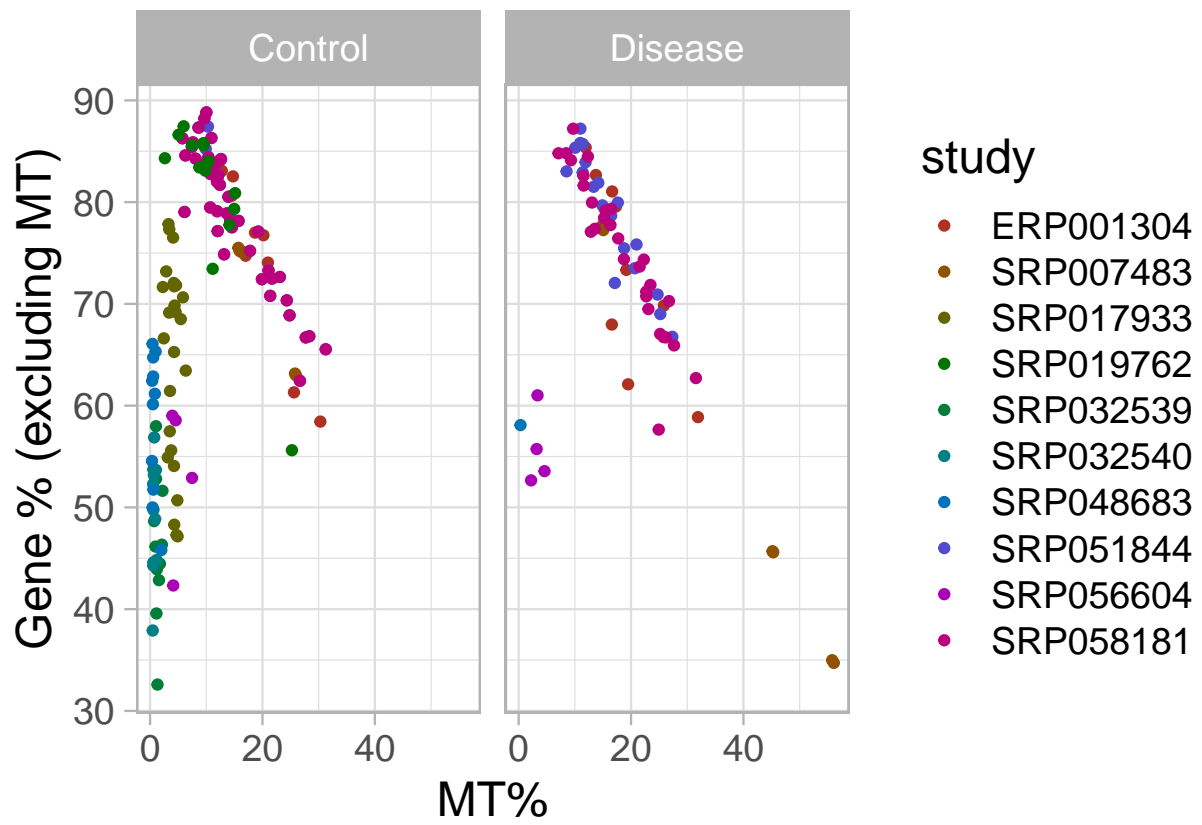 Control
Disease
Gene % (excluding MT)
90
80
70
60
50
40
30
0
20
40
0
20
40
MT%
study
ERP001304
SRP007483
SRP017933
SRP019762
SRP032539
SRP032540
SRP048683
SRP051844
SRP056604
SRP058181